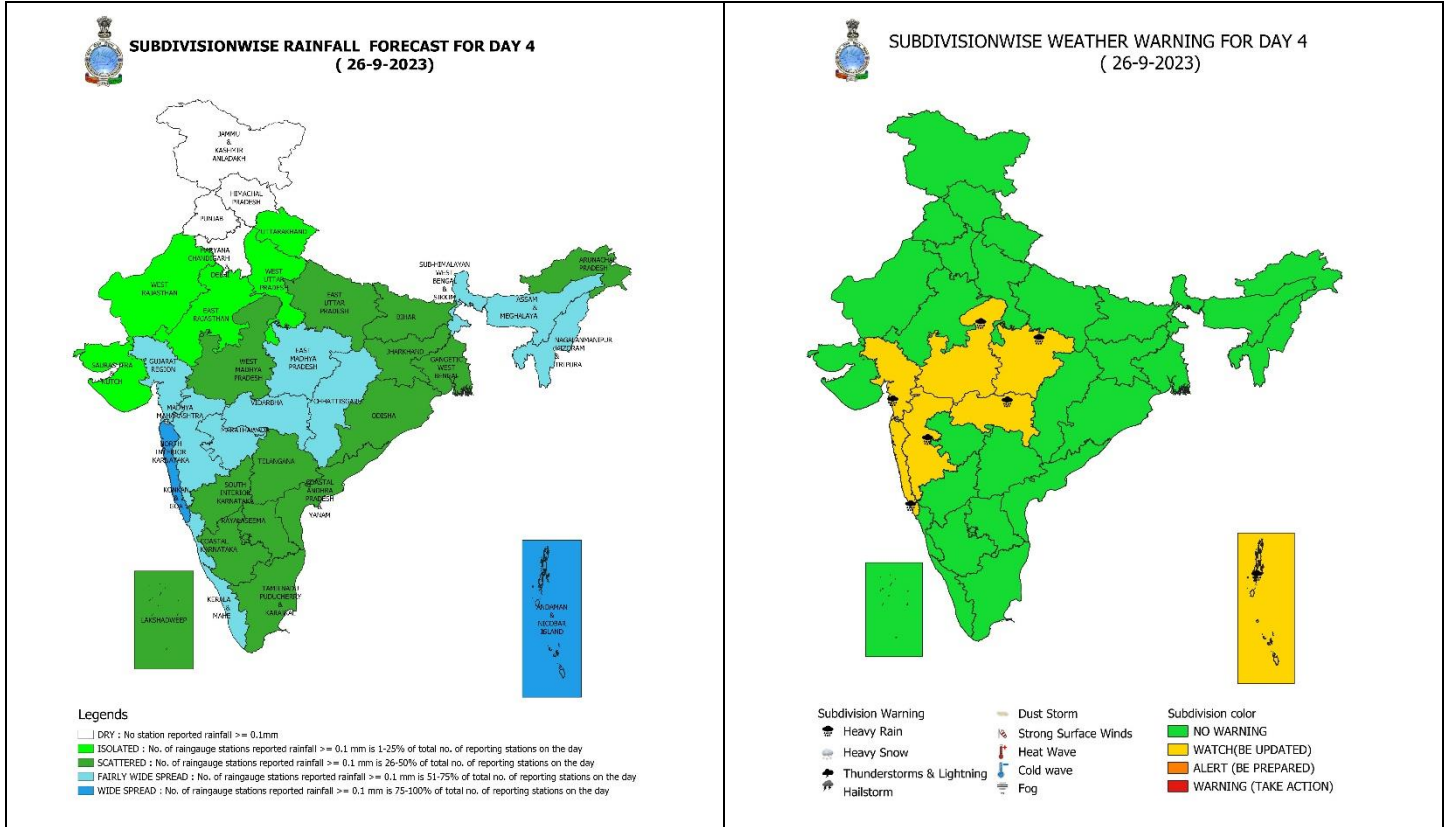 SUBDIVISIONWISE RAINFALL FORECAST FOR DAY 4
( 26-9-2023)
JAMMU
&
KASHMIR
ANLADAKH
HIMACHAL
PRADESH
PUNJAB
UTTARAKHAND
HARYANA
CHANDIGARH
&
DELHI
WEST
RAJASTHAN
WEST
UTTAR
PRADESH
EAST
RAJASTHAN
EAST
UTTAR
PRADESH
SUB-HIMALAYAN
WEST
BENGAL
&
SIKKIM
ARUNACHAL
PRADESH
ASSAM
&
MEGHALAYA
BIHAR
NAGALANMANIPUR
MIZORAM
&
TRIPURA
JHARKHAND
GANGETIC
WEST
BENGAL
SAURASHTRA
&
KUTCH
GUJARAT
REGION
WEST
MADHYA
PRADESH
EAST
MADHYA
PRADESH
CHHATTISGARH
VIDARBHA
ODISHA
MADHYA
MAHARASHTRA
MARATHAWADA
NORTH
INTERIOR
KARNATAKA
TELANGANA
KONKAN
&
GOA
SOUTH
INTERIOR
KARNATAKA
COASTAL
ANDHRA
PRADESH
&
YANAM
RAYALASEEMA
COASTAL
KARNATAKA
KERALA
&
MAHE
TAMILNADU
PUDUCHERRY
&
KARAIKAL
LAKSHADWEEP
ANDAMAN
&
NICOBAR
ISLAND
Legends
DRY : No station reported rainfall >= 0.1mm
ISOLATED : No. of raingauge stations reported rainfall >= 0.1 mm is 1-25% of total no. of reporting stations on the day
SCATTERED : No. of raingauge stations reported rainfall >= 0.1 mm is 26-50% of total no. of reporting stations on the day
FAIRLY WIDE SPREAD : No. of raingauge stations reported rainfall >= 0.1 mm is 51-75% of total no. of reporting stations on the day
WIDE SPREAD : No. of raingauge stations reported rainfall >= 0.1 mm is 75-100% of total no. of reporting stations on the day
SUBDIVISIONWISE WEATHER WARNING FOR DAY 4
( 26-9-2023)
Subdivision Warning
Heavy Rain
Heavy Snow
Thunderstorms & Lightning
Hailstorm
Dust Storm
Strong Surface Winds
Heat Wave
Cold wave
Fog
Subdivision color
NO WARNING
WATCH(BE UPDATED)
ALERT (BE PREPARED)
WARNING (TAKE ACTION)